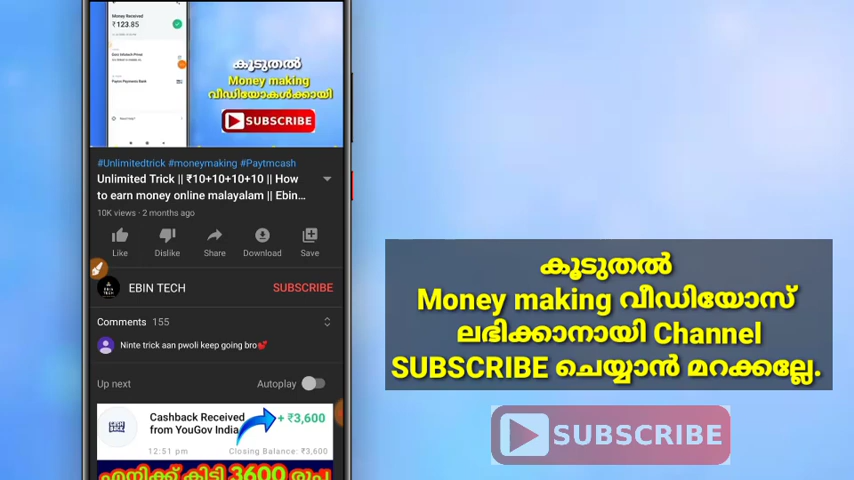 Money Received
₹123.85
കൂടുതൽ
Money making
വീഡിയോകൾക്കായി
SUBSCRIBE
#Unlimitedtrick #moneymaking #Paytmcash
Unlimited Trick || ₹10+10+10+10 || How
to earn money online malayalam || Ebin...
10K views · 2 months ago
Like
Dislike
Share
Download
Save
EBIN TECH
SUBSCRIBE
Comments 155
Ninte trick aan pwoli keep going bro💕
Up next
Autoplay
Cashback Received
from YouGov India
+ ₹3,600
12:51 pm
Closing Balance: ₹3,600
എനിക്ക് കിട്ടി 3600 രൂപ
കൂടുതൽ
Money making വീഡിയോസ്
ലഭിക്കാനായി Channel
SUBSCRIBE ചെയ്യാൻ മറക്കല്ലേ.
SUBSCRIBE